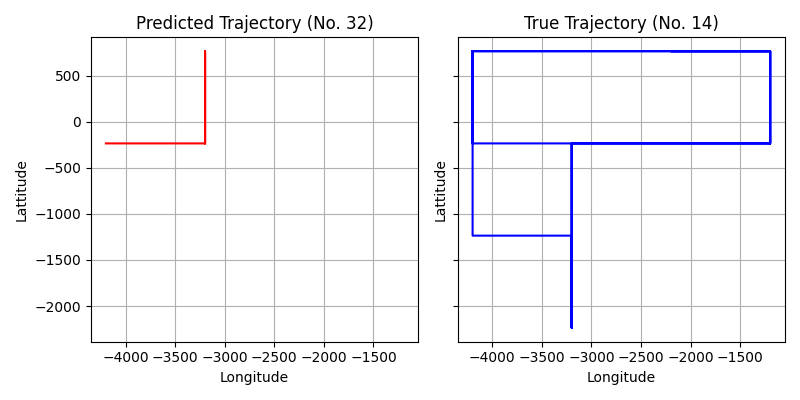 Predicted Trajectory (No. 32)
True Trajectory (No. 14)
500
0
−500
−1000
−1500
−2000
Lattitude
Lattitude
−4000 −3500 −3000 −2500 −2000 −1500
−4000 −3500 −3000 −2500 −2000 −1500
Longitude
Longitude